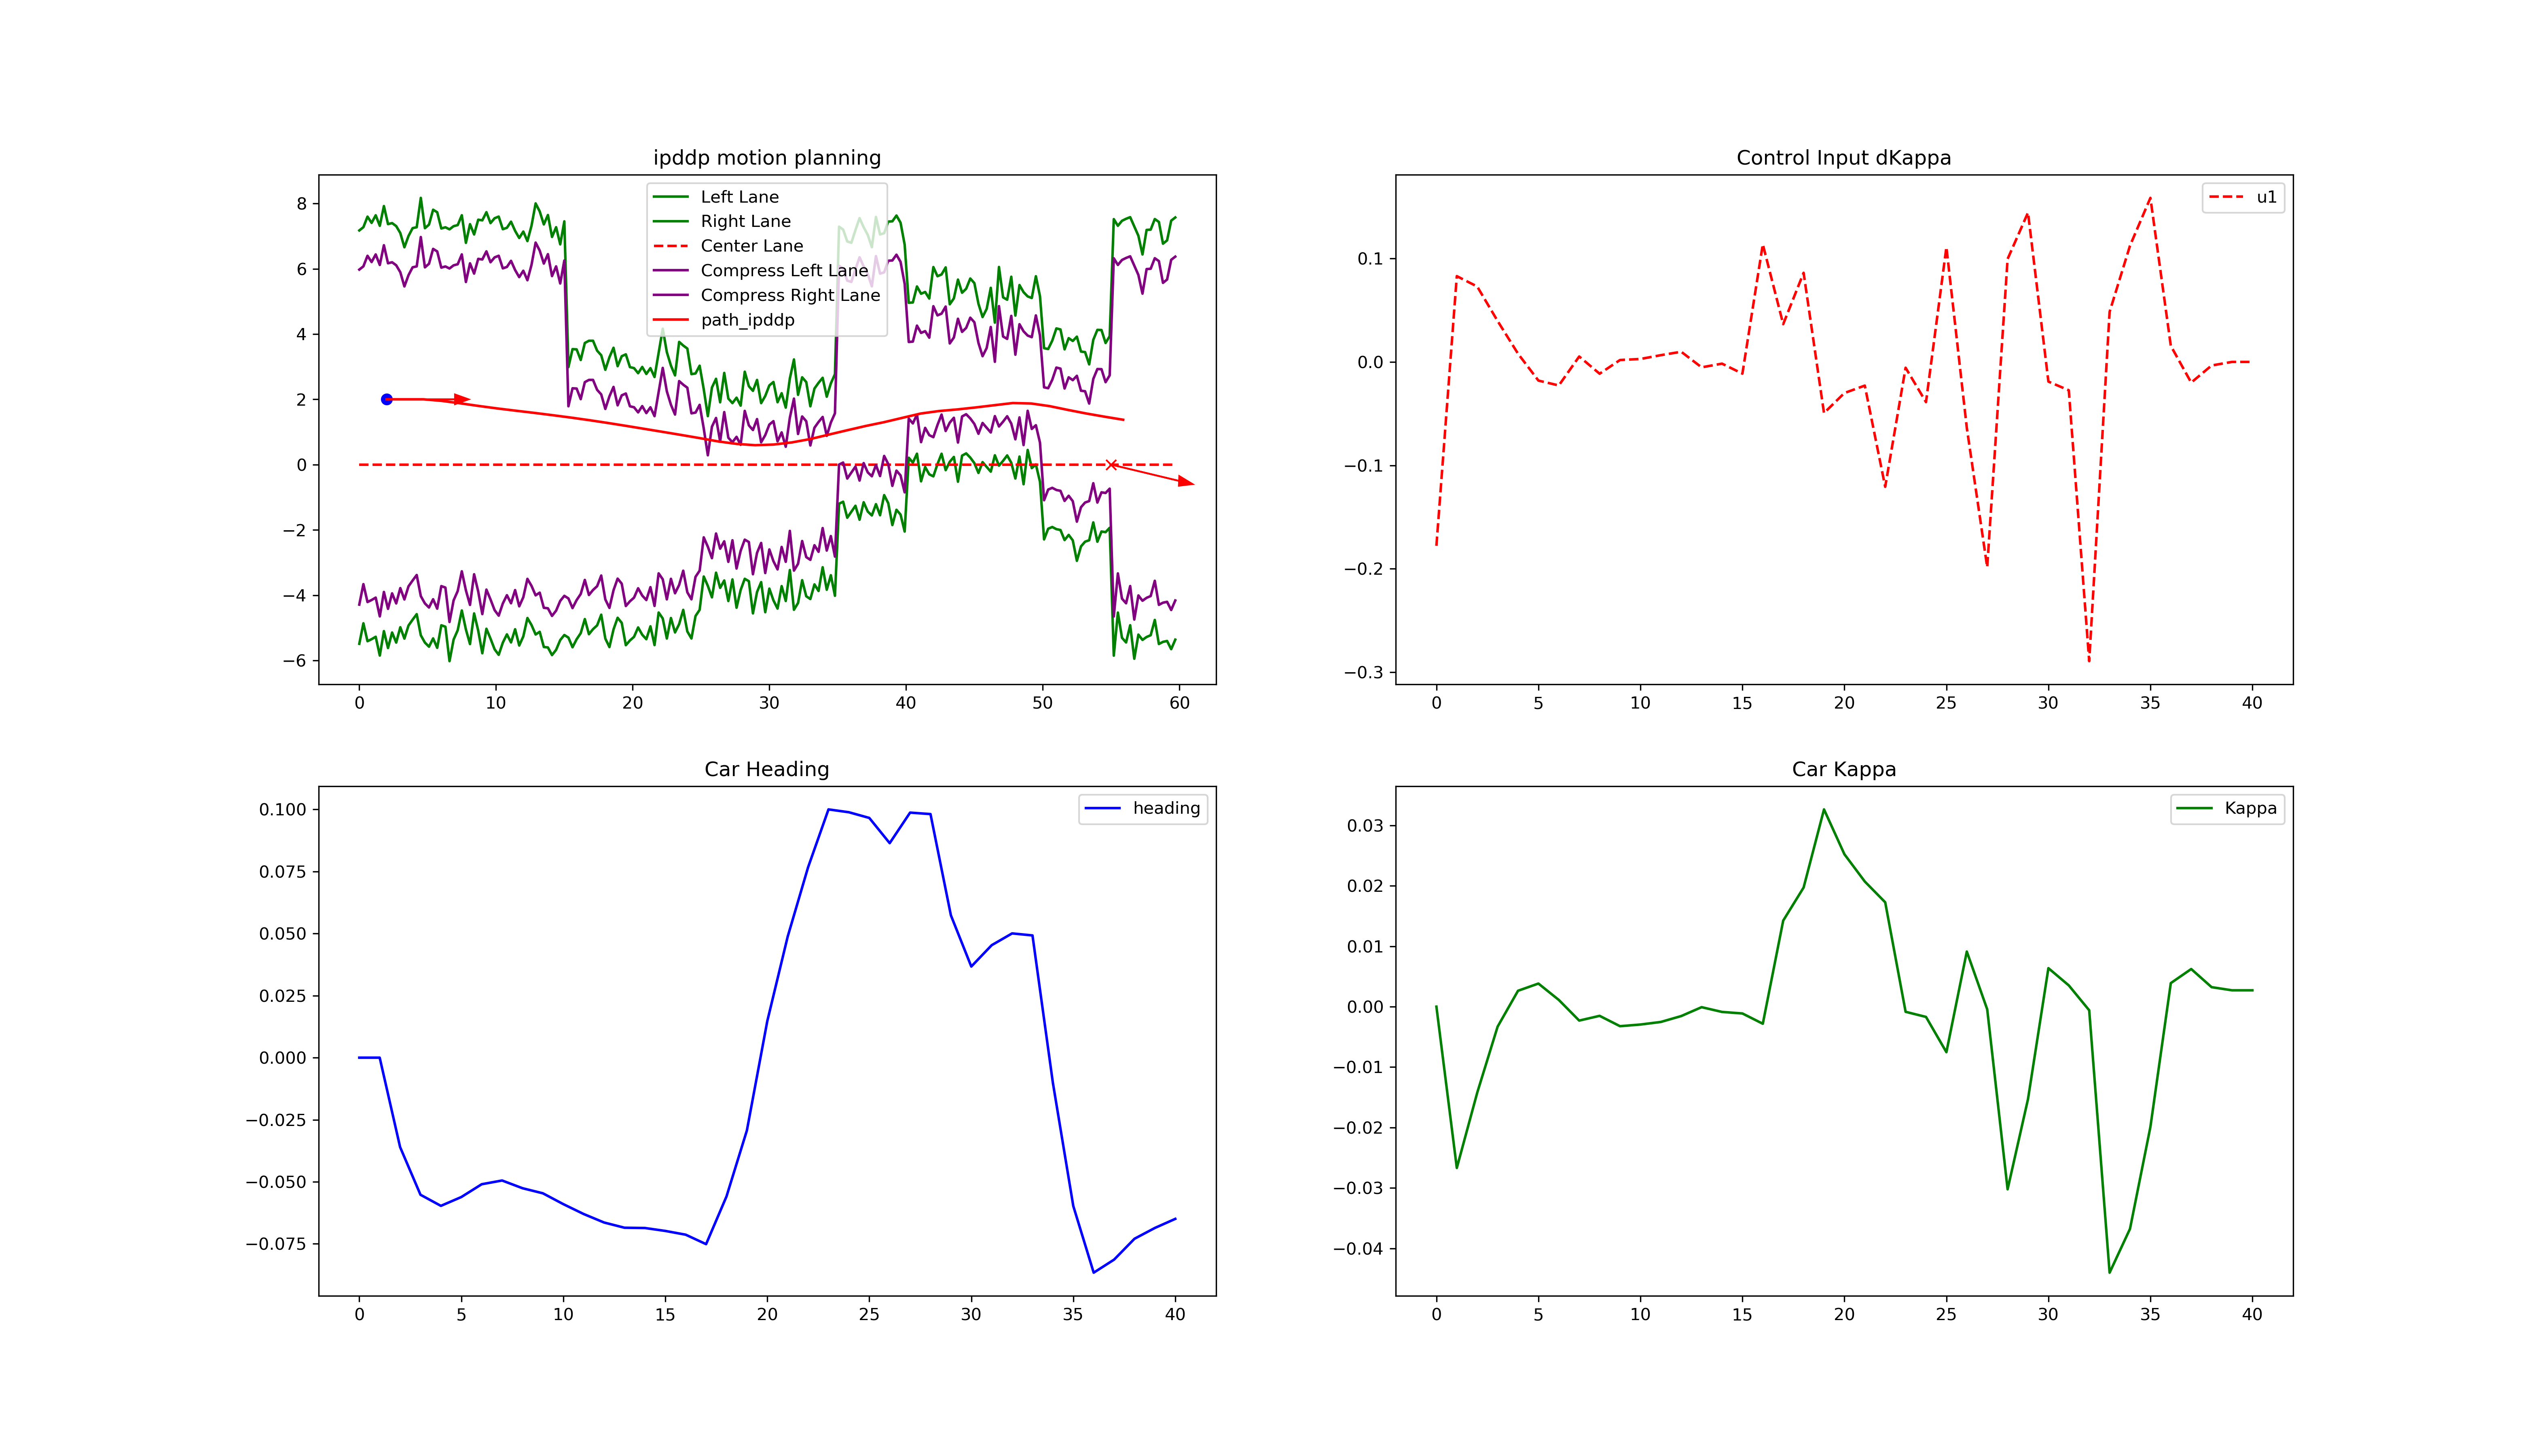 ipddp motion planning
Left Lane
Right Lane
Center Lane
Compress Left Lane
Compress Right Lane
path_ipddp
8
6
4
2
0
−2
−4
−6
0 10 20 30 40 50 60
Control Input dKappa
u1
0.1
0.0
−0.1
−0.2
−0.3
0 5 10 15 20 25 30 35 40
Car Heading
heading
0.100
0.075
0.050
0.025
0.000
−0.025
−0.050
−0.075
0 5 10 15 20 25 30 35 40
Car Kappa
Kappa
0.03
0.02
0.01
0.00
−0.01
−0.02
−0.03
−0.04
0 5 10 15 20 25 30 35 40